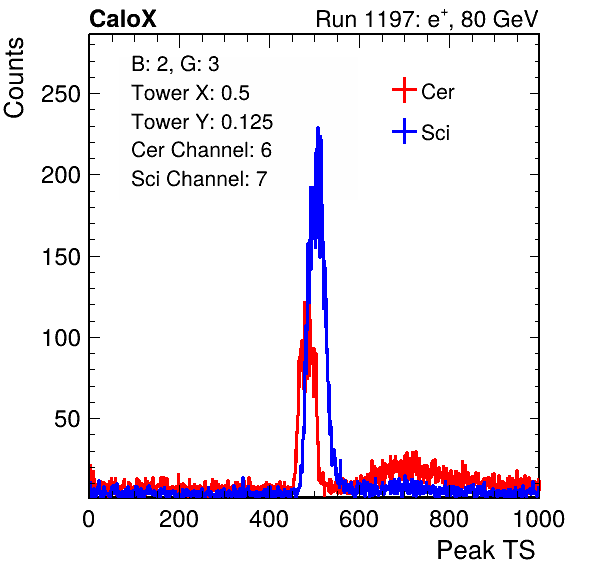 CaloX
Run 1197: e+, 80 GeV
Counts
B: 2, G: 3
Tower X: 0.5
Tower Y: 0.125
Cer Channel: 6
Sci Channel: 7
Cer
Sci
250
200
150
100
50
0
200
400
600
800
1000
Peak TS